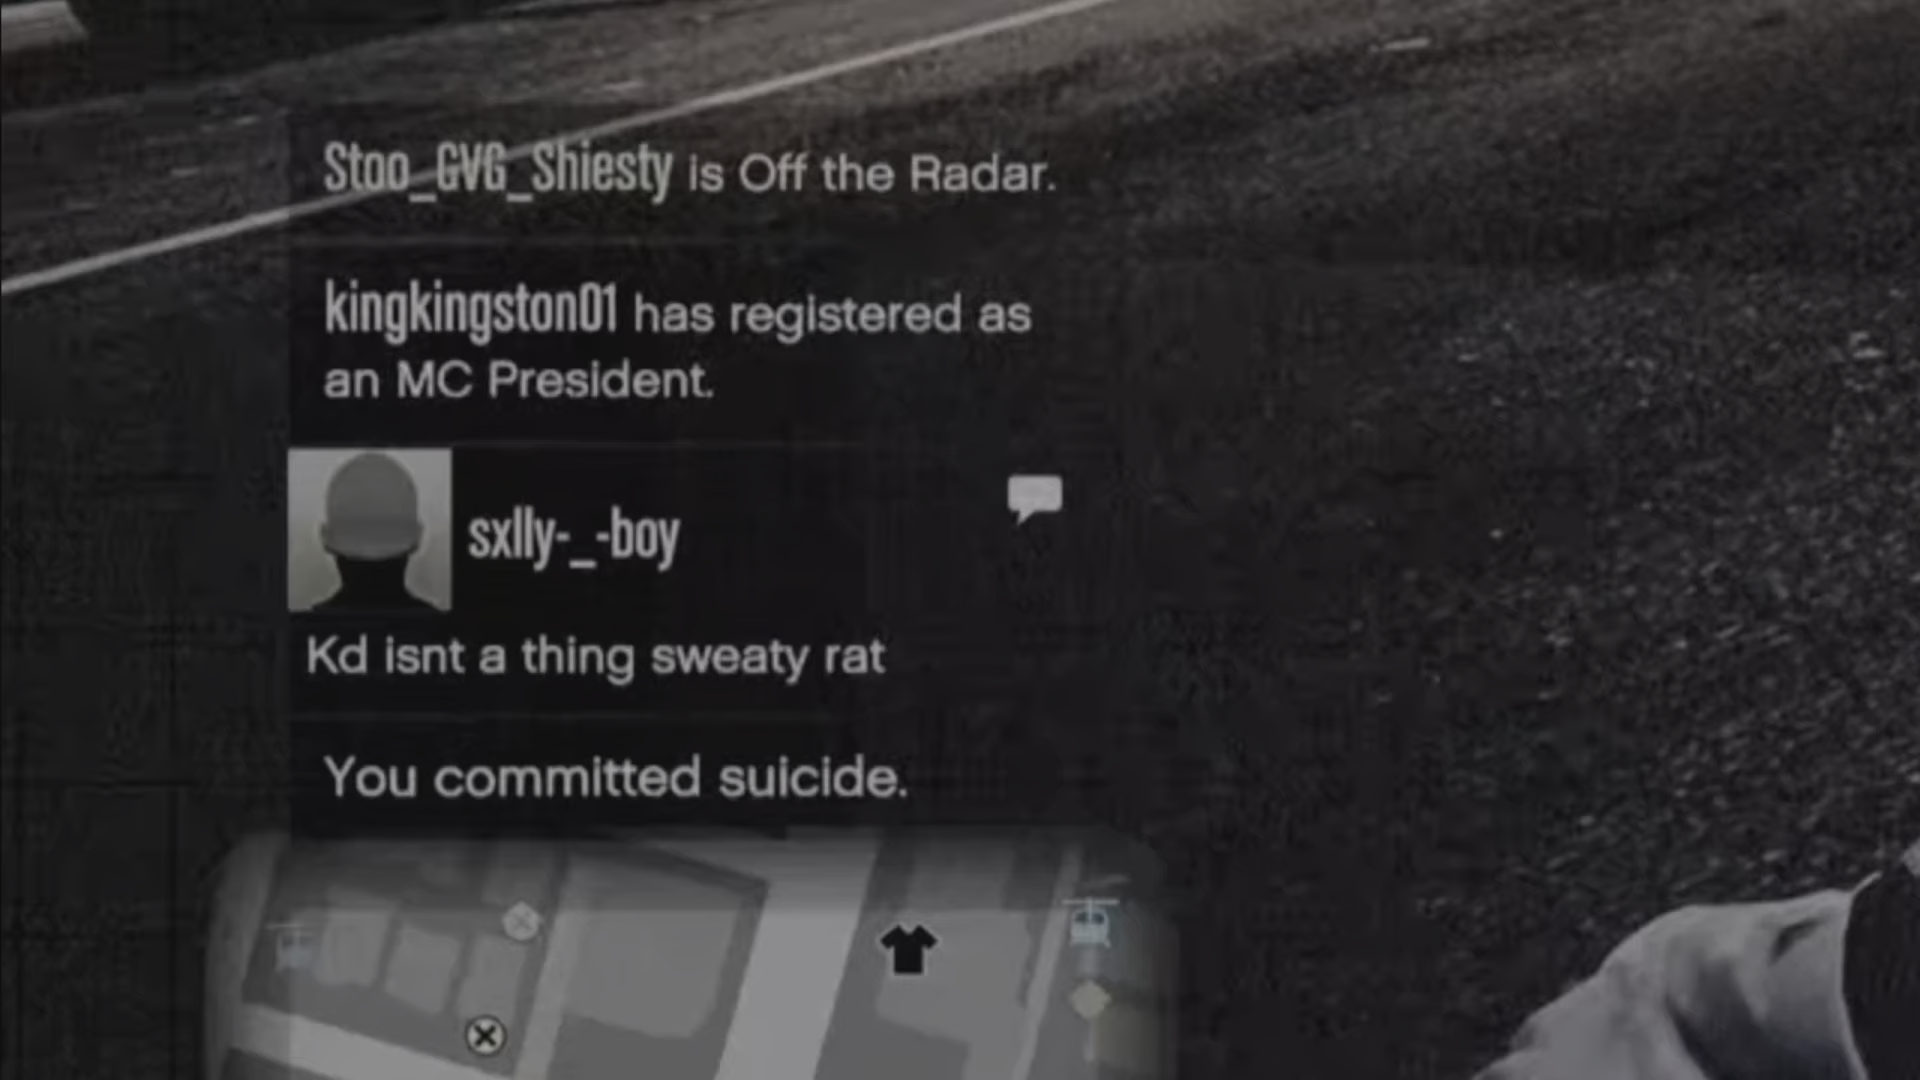 Stoo_GVG_Shiesty is Off the Radar.
kingkingston01 has registered as
an MC President.
sxlly-_-boy
Kd isnt a thing sweaty rat
You committed suicide.